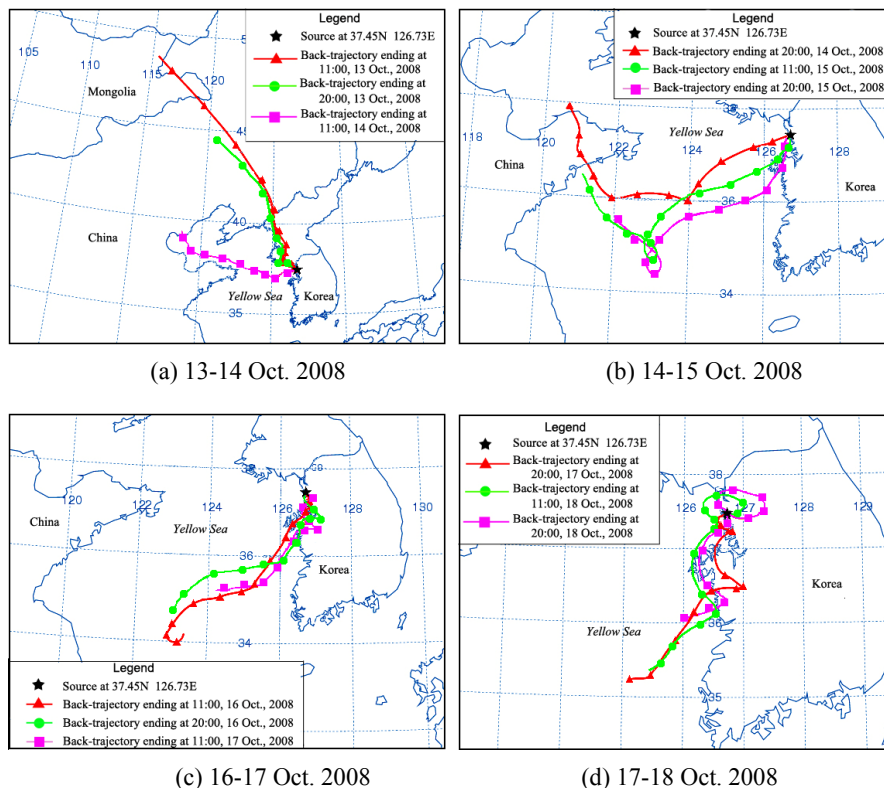 Legend
Source at 37.45N 126.73E
Back-trajectory ending at
11:00, 13 Oct., 2008
Back-trajectory ending at
20:00, 13 Oct., 2008
Back-trajectory ending at
11:00, 14 Oct., 2008
105
110
115
120
Mongolia
40
China
Yellow Sea
Korea
35
(a) 13-14 Oct. 2008
Legend
Source at 37.45N 126.73E
Back-trajectory ending at 20:00, 14 Oct., 2008
Back-trajectory ending at 11:00, 15 Oct., 2008
Back-trajectory ending at 20:00, 15 Oct., 2008
118
120
122
124
126
128
Yellow Sea
China
Korea
36
34
(b) 14-15 Oct. 2008
38
120
122
124
126
128
130
China
Yellow Sea
36
Korea
34
Legend
Source at 37.45N 126.73E
Back-trajectory ending at 11:00, 16 Oct., 2008
Back-trajectory ending at 20:00, 16 Oct., 2008
Back-trajectory ending at 11:00, 17 Oct., 2008
(c) 16-17 Oct. 2008
Legend
Source at 37.45N 126.73E
Back-trajectory ending at
20:00, 17 Oct., 2008
Back-trajectory ending at
11:00, 18 Oct., 2008
Back-trajectory ending at
20:00, 18 Oct., 2008
38
126
127
128
129
37
Korea
36
Yellow Sea
35
(d) 17-18 Oct. 2008